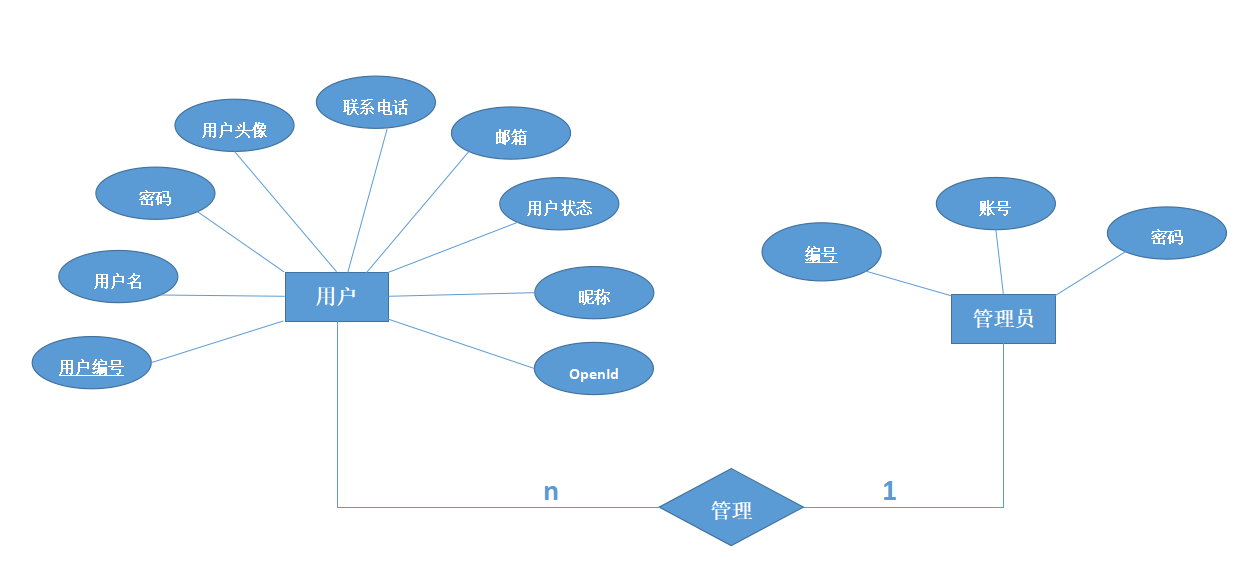 联系电话
用户头像
邮箱
密码
用户状态
用户名
用户
昵称
用户编号
OpenId
账号
编号
密码
管理员
n
管理
1